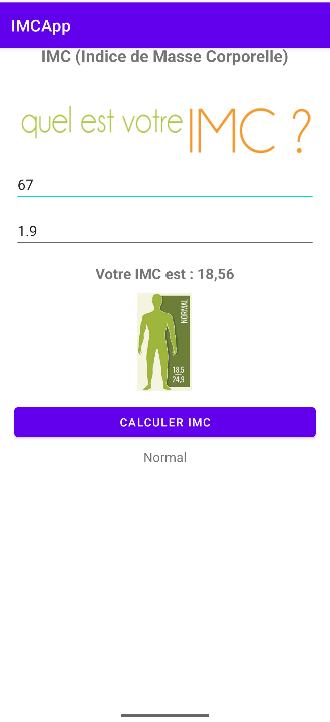 IMCApp
IMC (Indice de Masse Corporelle)
quel est votre IMC ?
67
1.9
Votre IMC est : 18,56
NORMAL
18,5
24,9
CALCULER IMC
Normal